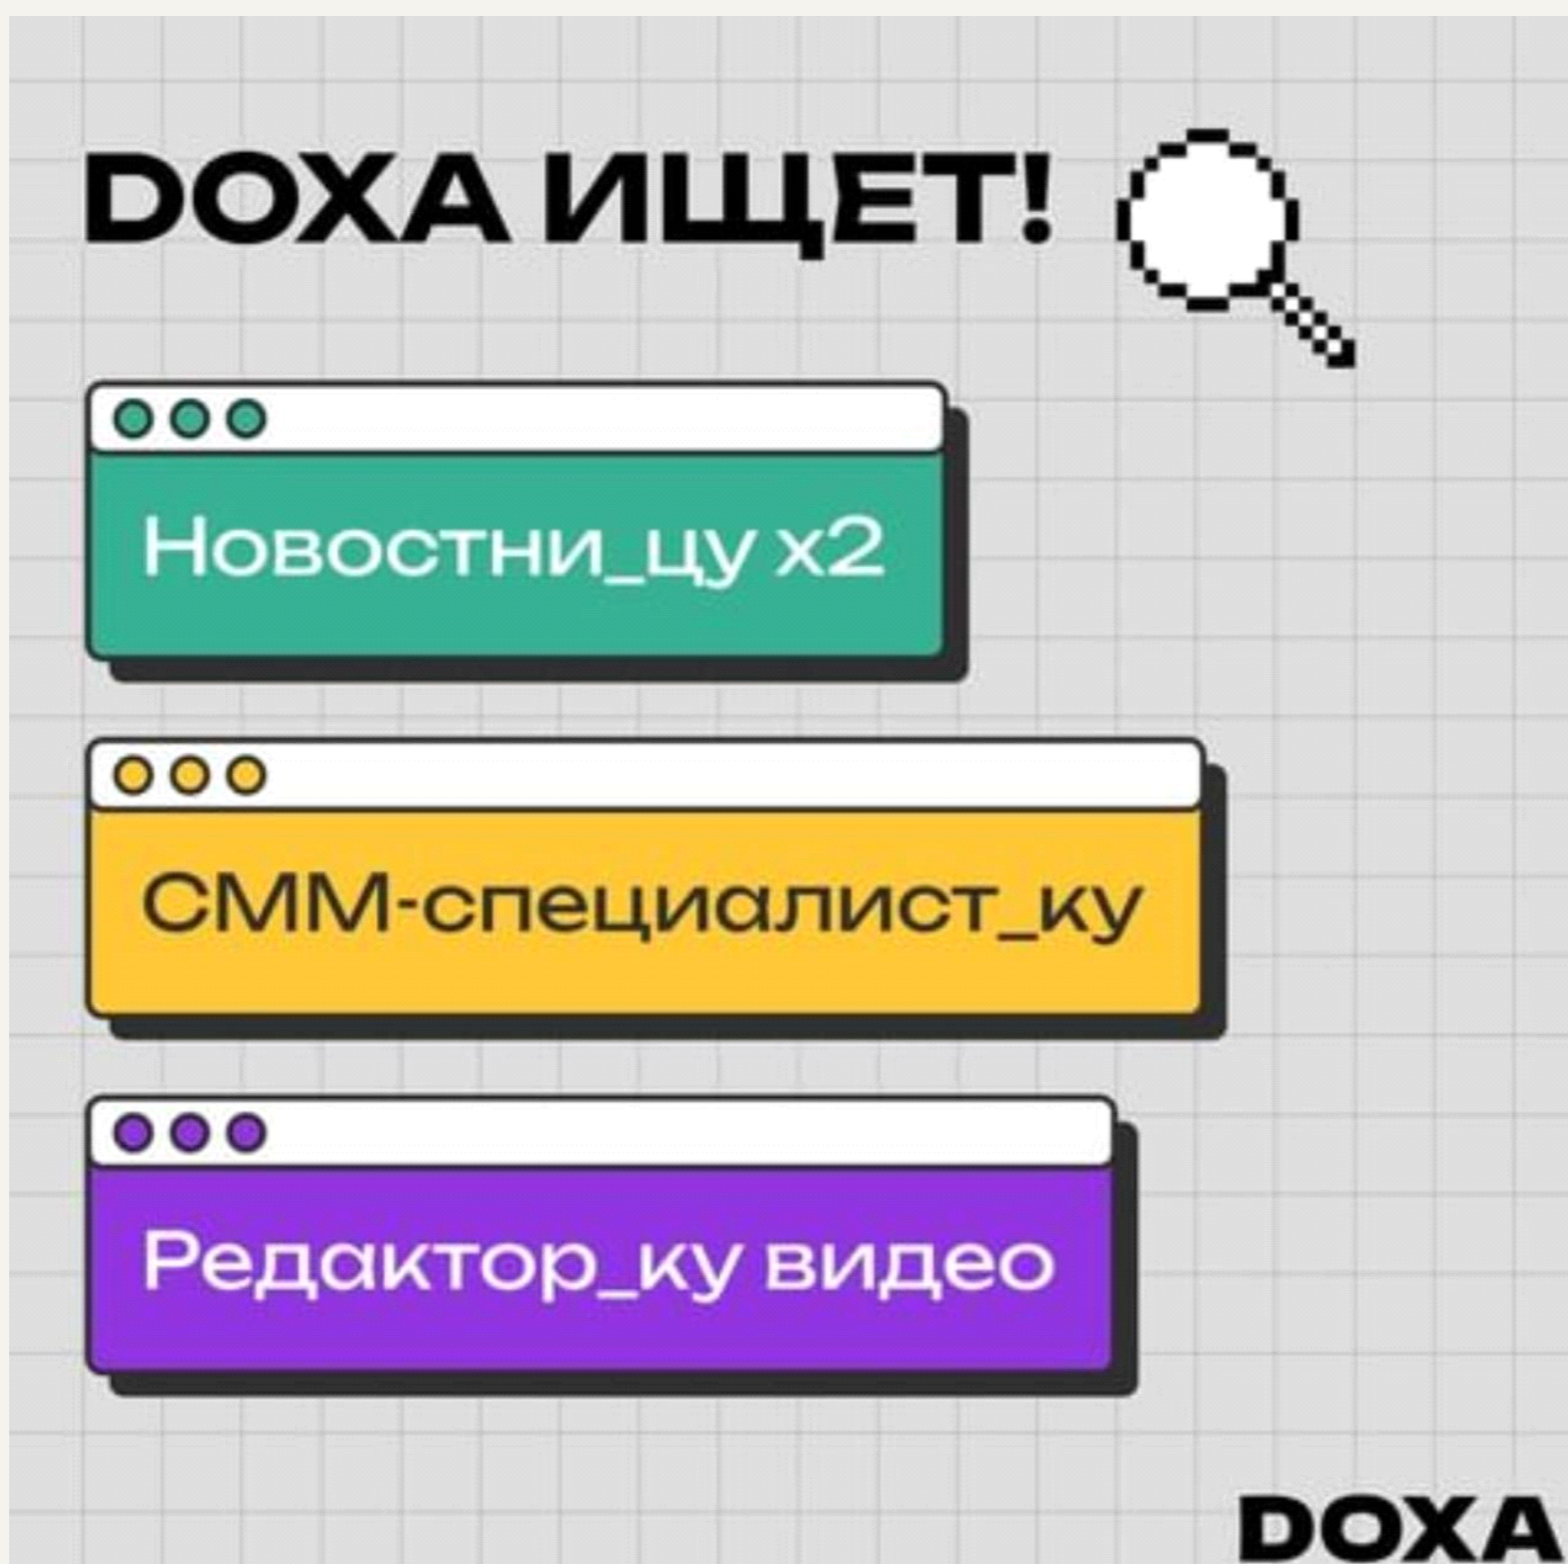 DOXA ИЩЕТ!
Новостни_цу x2
СММ-специалист_ку
Редактор_ку видео
DOXA